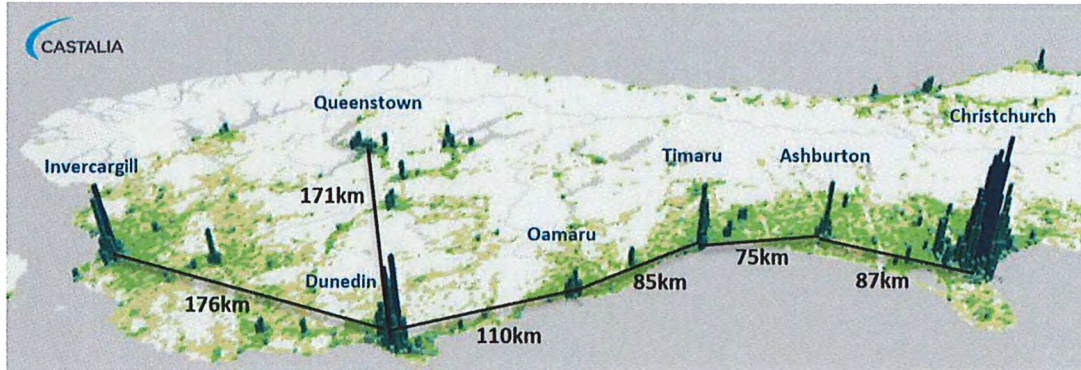 CASTALIA
Queenstown
Christchurch
Invercargill
Timaru
Ashburton
171km
Oamaru
Dunedin
176km
110km
85km
75km
87km